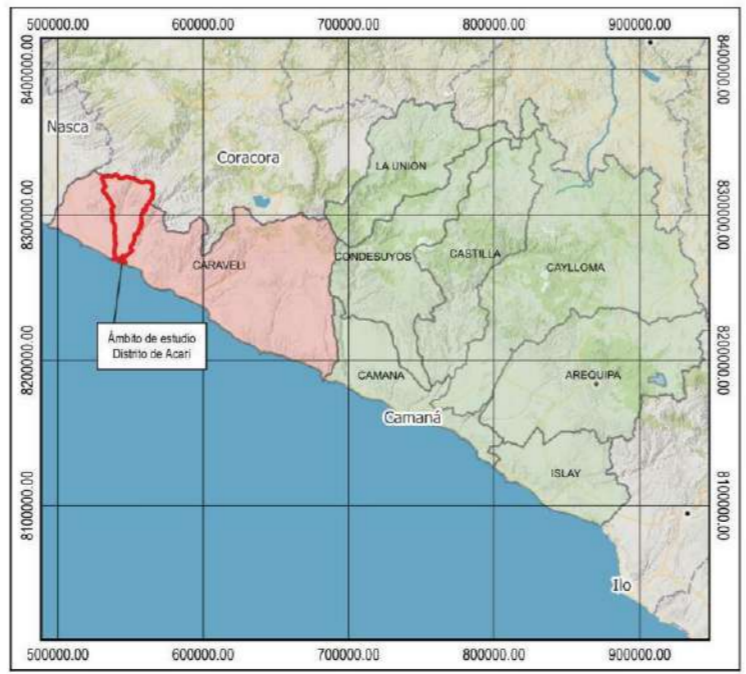 500000.00 600000.00 700000.00 800000.00 900000.00
8400000.00
8400000.00
Nasca
Coracora
LA UNION
8300000.00
8300000.00
CARAVELI
CONDESUYOS
CASTILLA
CAYLLOMA
Ámbito de estudio
Distrito de Acarí
8200000.00
8200000.00
CAMANA
AREQUIPA
Camaná
ISLAY
8100000.00
8100000.00
Ilo
500000.00 600000.00 700000.00 800000.00 900000.00